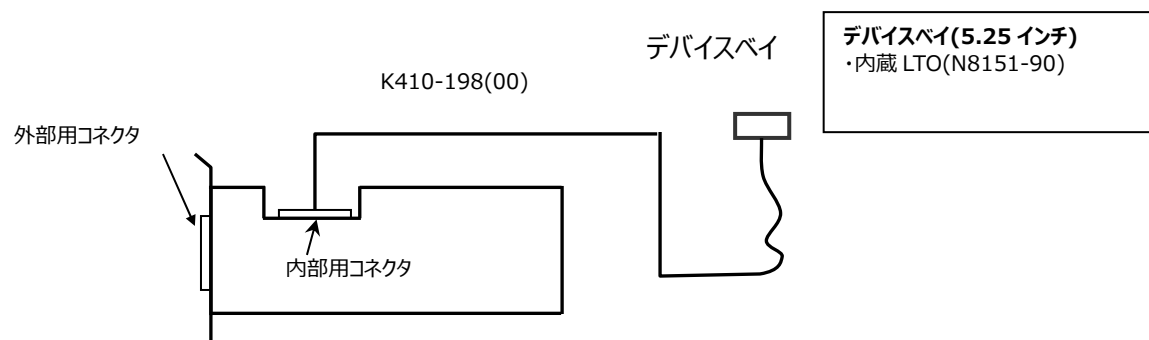 デバイスベイ
デバイスベイ(5.25 インチ)
・内蔵 LTO(N8151-90)
K410-198(00)
外部用コネクタ
内部用コネクタ